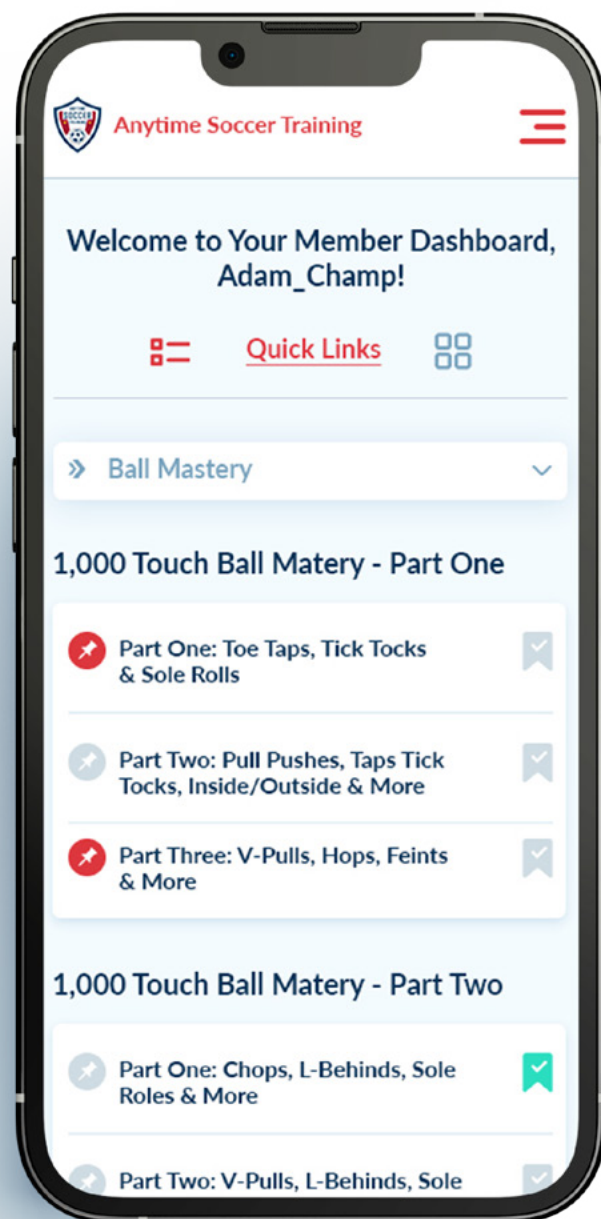 SOCCER
Anytime Soccer Training
Welcome to Your Member Dashboard,
Adam_Champ!
Quick Links
Ball Mastery
1,000 Touch Ball Matery - Part One
Part One: Toe Taps, Tick Tocks
& Sole Rolls
Part Two: Pull Pushes, Taps Tick
Tocks, Inside/Outside & More
Part Three: V-Pulls, Hops, Feints
& More
1,000 Touch Ball Matery - Part Two
Part One: Chops, L-Behinds, Sole
Roles & More
Part Two: V-Pulls, L-Behinds, Sole